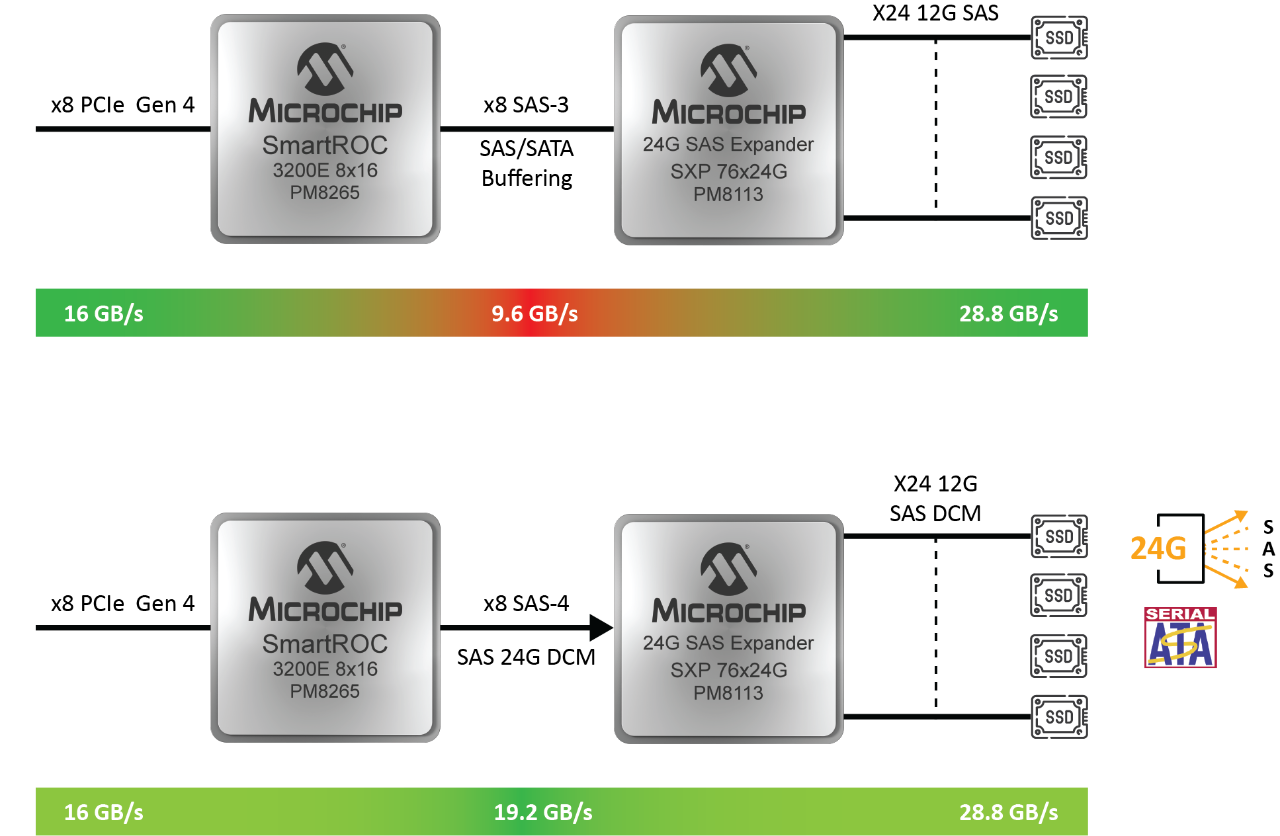 X24 12G SAS
x8 PCIe Gen 4
MICROCHIP
SmartROC
3200E 8x16
PM8265
x8 SAS-3
SAS/SATA
Buffering
MICROCHIP
24G SAS Expander
SXP 76x24G
PM8113
SSD
SSD
SSD
SSD
16 GB/s
9.6 GB/s
28.8 GB/s
X24 12G
SAS DCM
x8 PCIe Gen 4
MICROCHIP
SmartROC
3200E 8x16
PM8265
x8 SAS-4
SAS 24G DCM
MICROCHIP
24G SAS Expander
SXP 76x24G
PM8113
SSD
SSD
SSD
SSD
24G
S
A
S
SERIAL
ATA
16 GB/s
19.2 GB/s
28.8 GB/s